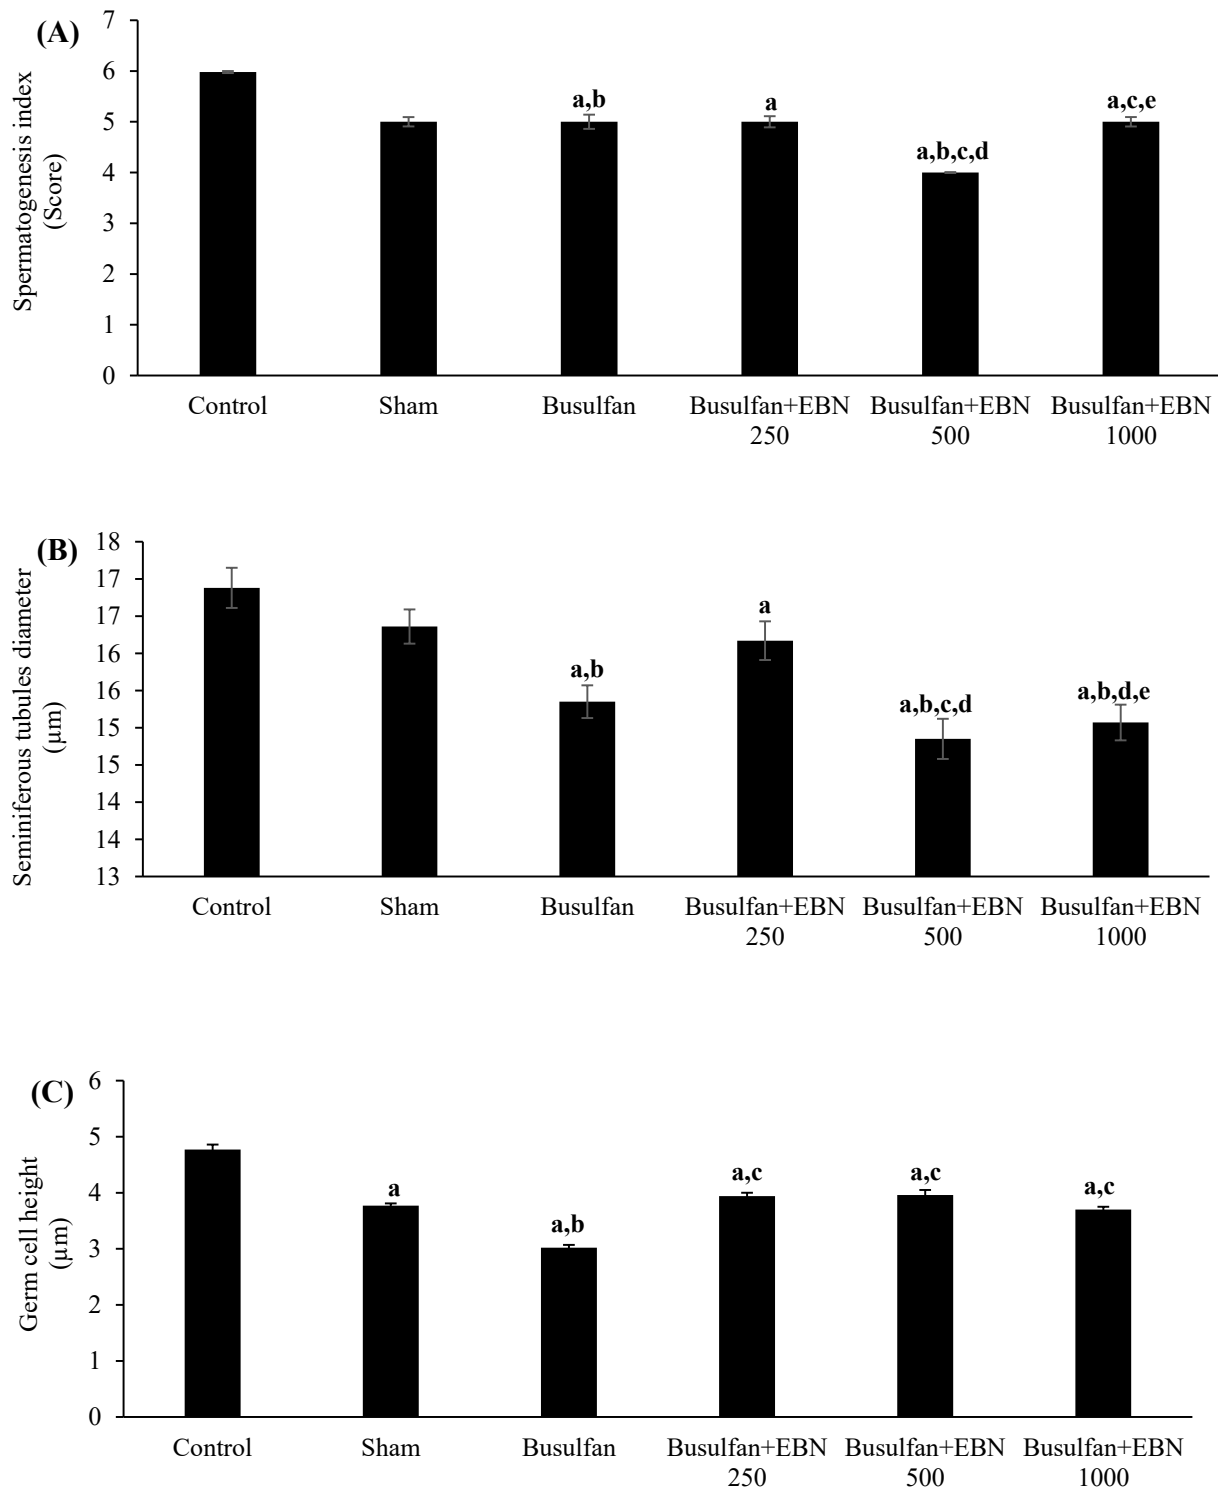 (A)
Spermatogenesis index
(Score)
7
6
5
4
3
2
1
0
a,b
a
a,b,c,d
a,c,e
Control
Sham
Busulfan
Busulfan+EBN
250
Busulfan+EBN
500
Busulfan+EBN
1000
(B)
Seminiferous tubules diameter
(µm)
18
17
17
16
16
15
15
14
14
13
a,b
a
a,b,c,d
a,b,d,e
Control
Sham
Busulfan
Busulfan+EBN
250
Busulfan+EBN
500
Busulfan+EBN
1000
(C)
Germ cell height
(µm)
6
5
4
3
2
1
0
a
a,b
a,c
a,c
a,c
Control
Sham
Busulfan
Busulfan+EBN
250
Busulfan+EBN
500
Busulfan+EBN
1000